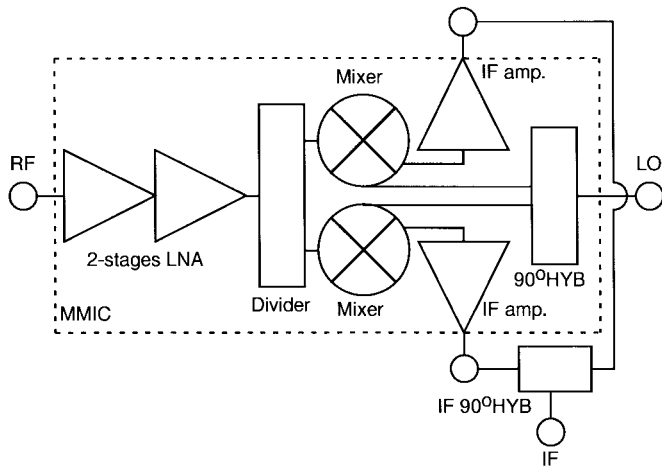 Mixer
IF amp.
RF
LO
2-stages LNA
90°HYB
Divider
Mixer
IF amp.
MMIC
IF 90°HYB
IF